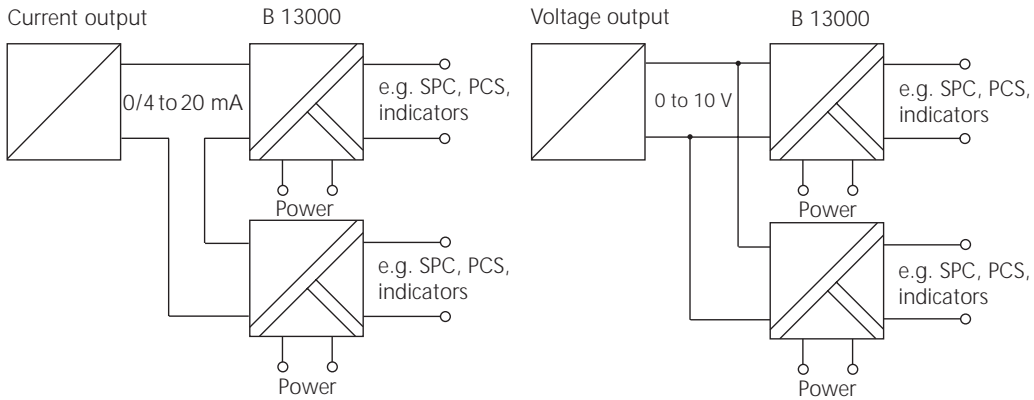 Current output
B 13000
0/4 to 20 mA
e.g. SPC, PCS,
indicators
Power
e.g. SPC, PCS,
indicators
Power
Voltage output
B 13000
0 to 10 V
e.g. SPC, PCS,
indicators
Power
e.g. SPC, PCS,
indicators
Power